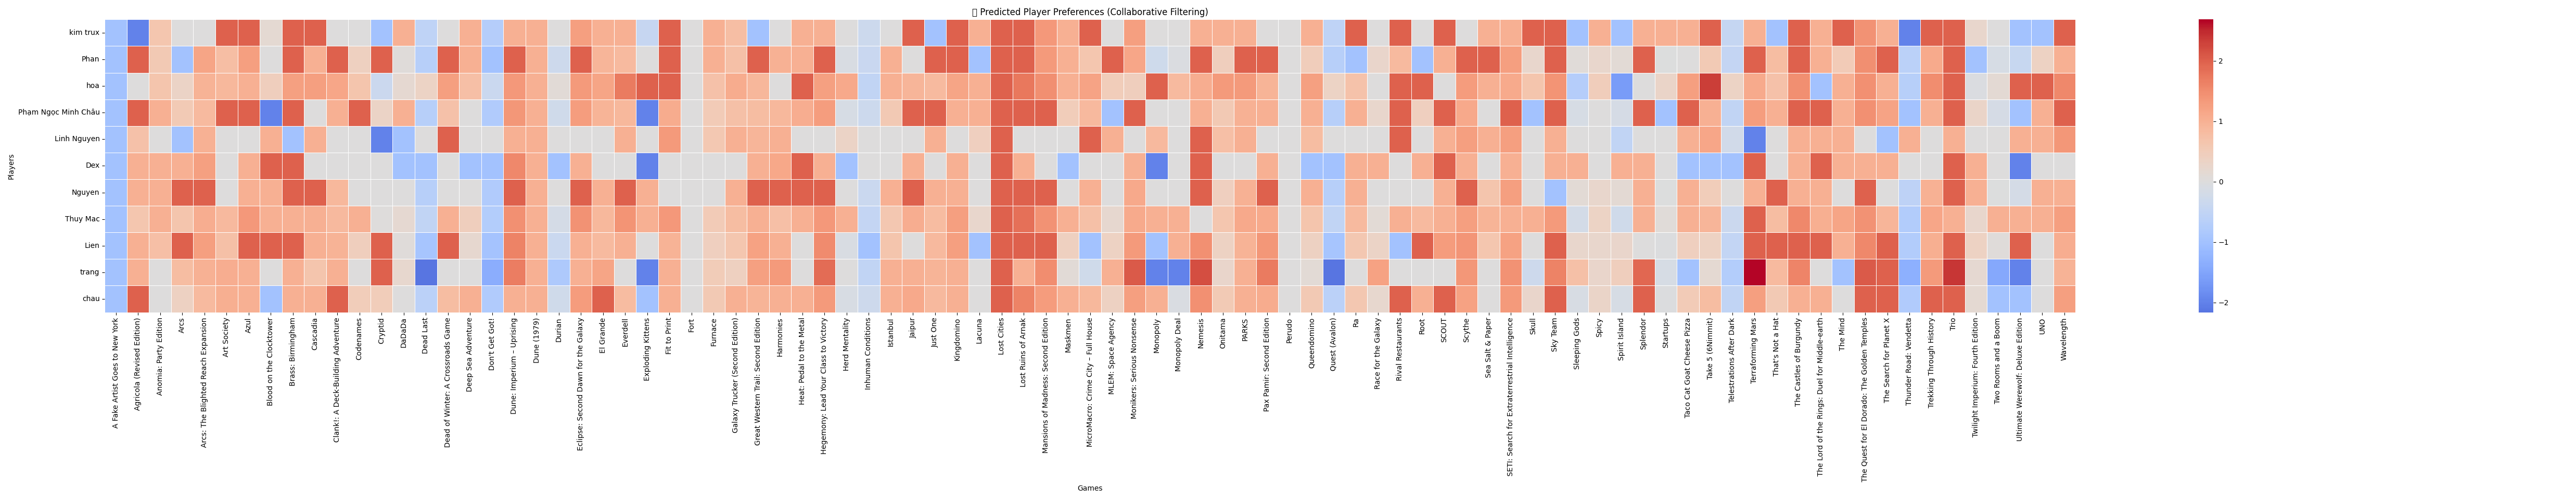 ▯ Predicted Player Preferences (Collaborative Filtering)
Players
kim trux
Phan
hoa
Phạm Ngọc Minh Châu
Linh Nguyen
Dex
Nguyen
Thuy Mac
Lien
trang
chau
A Fake Artist Goes to New York
Agricola (Revised Edition)
Anomia: Party Edition
Arcs
Arcs: The Blighted Reach Expansion
Art Society
Azul
Blood on the Clocktower
Brass: Birmingham
Cascadia
Clank!: A Deck-Building Adventure
Codenames
Cryptid
DaDaDa
Dead Last
Dead of Winter: A Crossroads Game
Deep Sea Adventure
Don't Get Got!
Dune: Imperium – Uprising
Dune (1979)
Durian
Eclipse: Second Dawn for the Galaxy
El Grande
Everdell
Exploding Kittens
Fit to Print
Fort
Furnace
Galaxy Trucker (Second Edition)
Great Western Trail: Second Edition
Harmonies
Heat: Pedal to the Metal
Hegemony: Lead Your Class to Victory
Herd Mentality
Inhuman Conditions
Istanbul
Jaipur
Just One
Kingdomino
Lacuna
Lost Cities
Lost Ruins of Arnak
Mansions of Madness: Second Edition
Maskmen
MicroMacro: Crime City – Full House
MLEM: Space Agency
Monikers: Serious Nonsense
Monopoly
Monopoly Deal
Nemesis
Onitama
PARKS
Pax Pamir: Second Edition
Perudo
Queendomino
Quest (Avalon)
Ra
Race for the Galaxy
Rival Restaurants
Root
SCOUT
Scythe
Sea Salt & Paper
SETI: Search for Extraterrestrial Intelligence
Skull
Sky Team
Sleeping Gods
Spicy
Spirit Island
Splendor
Startups
Taco Cat Goat Cheese Pizza
Take 5 (6Nimmt!)
Telestrations After Dark
Terraforming Mars
That's Not a Hat
The Castles of Burgundy
The Lord of the Rings: Duel for Middle-earth
The Mind
The Quest for El Dorado: The Golden Temples
The Search for Planet X
Thunder Road: Vendetta
Trekking Through History
Trio
Twilight Imperium: Fourth Edition
Two Rooms and a Boom
Ultimate Werewolf: Deluxe Edition
UNO
Wavelength
Games
2
1
0
−1
−2